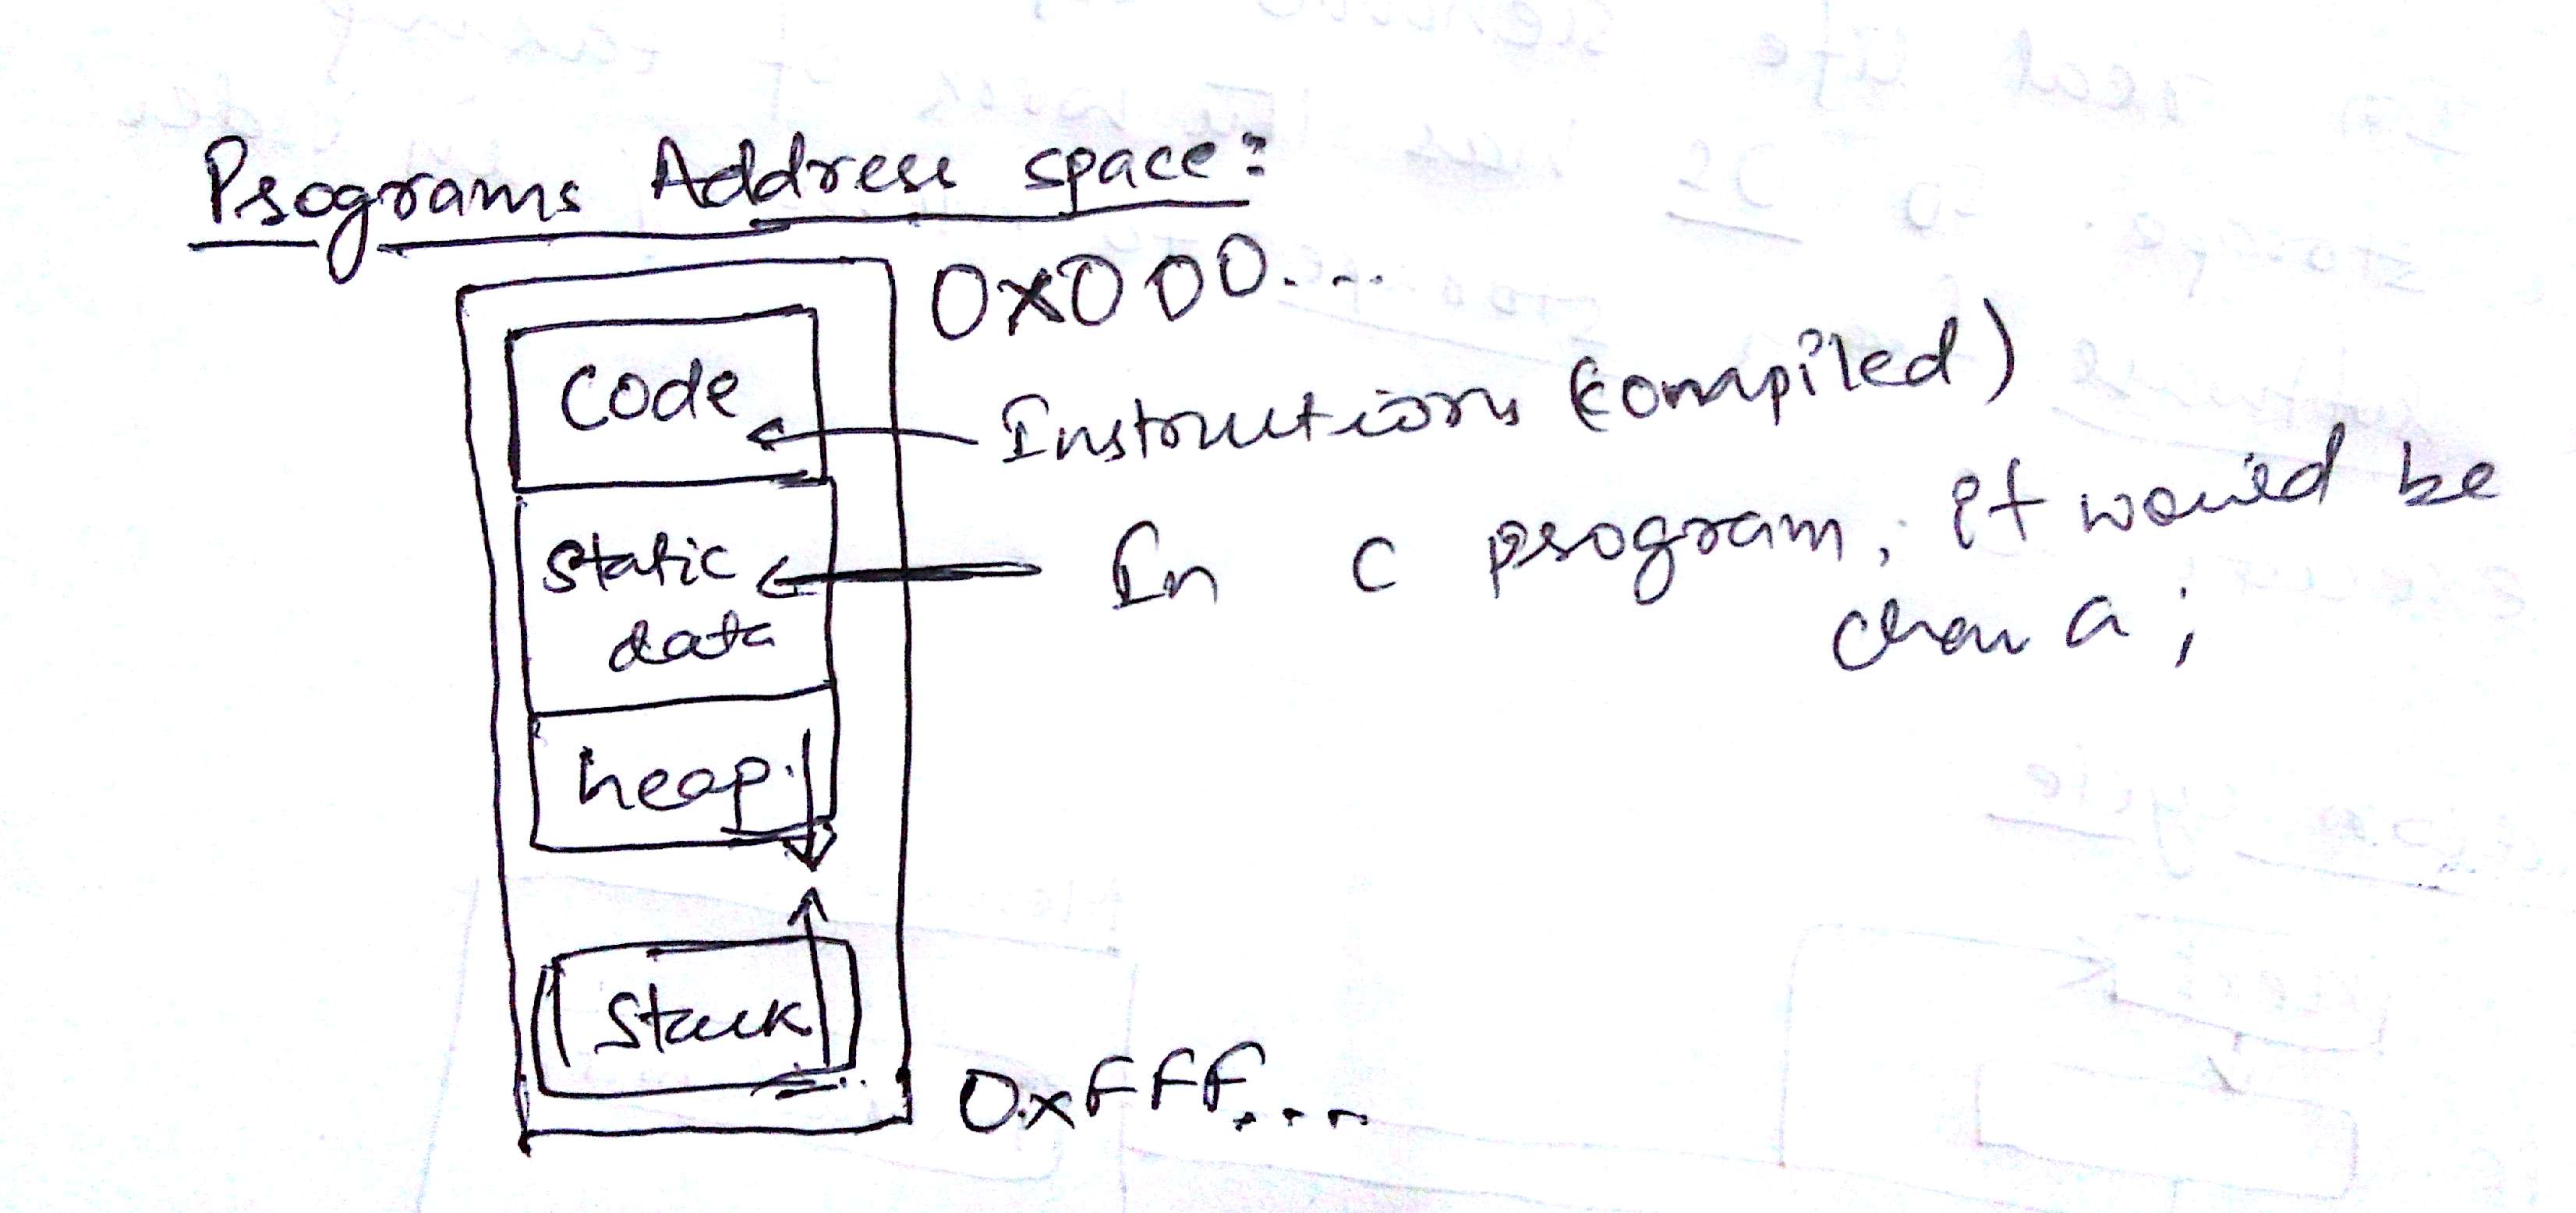 Programs Address space:
0x000...
Code
Instructions (compiled)
Static
data
In C program, it would be
char a;
heap
Stack
0xFFF...